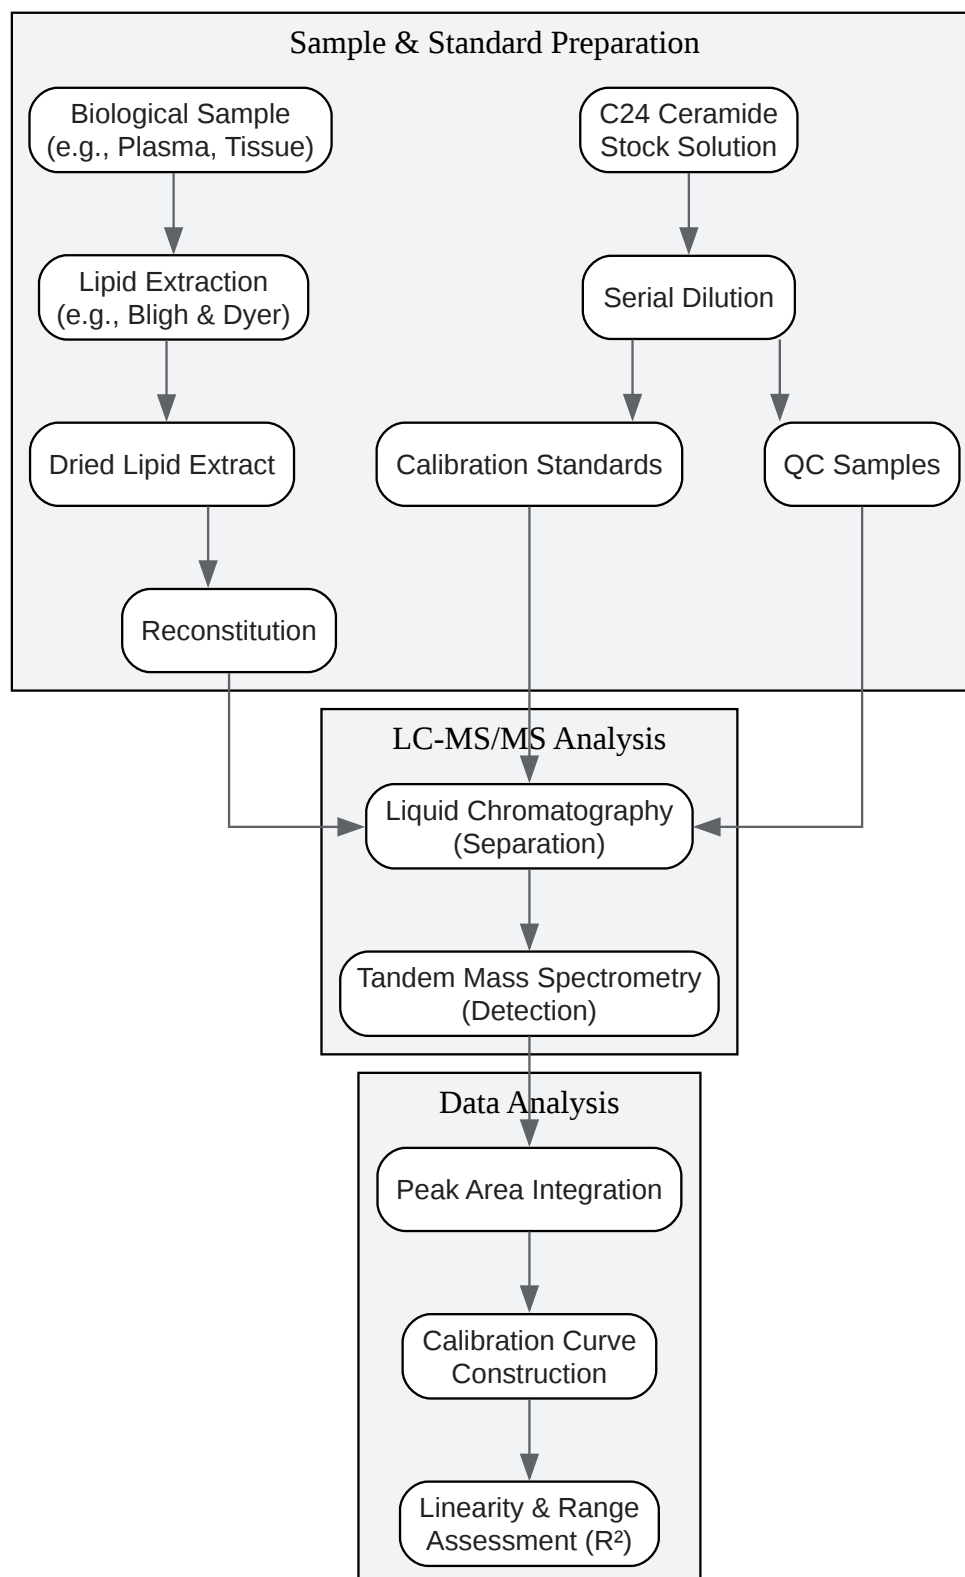 Sample & Standard Preparation
Biological Sample
(e.g., Plasma, Tissue)
C24 Ceramide
Stock Solution
Lipid Extraction
(e.g., Bligh & Dyer)
Serial Dilution
Dried Lipid Extract
Calibration Standards
QC Samples
Reconstitution
LC-MS/MS Analysis
Liquid Chromatography
(Separation)
Tandem Mass Spectrometry
(Detection)
Data Analysis
Peak Area Integration
Calibration Curve
Construction
Linearity & Range
Assessment (R²)